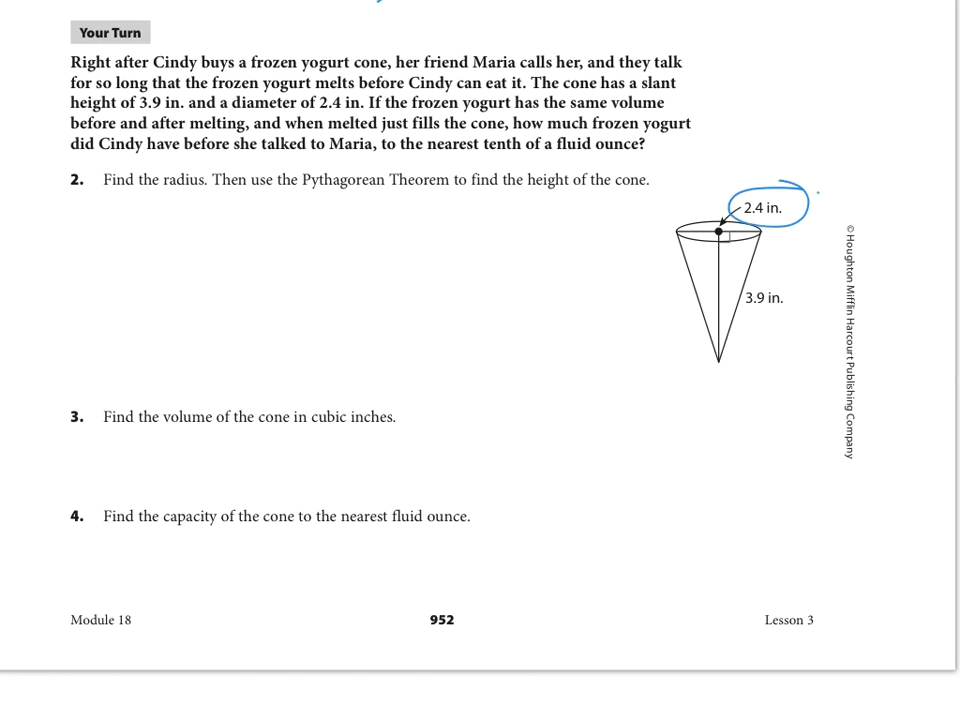 Your Turn
Right after Cindy buys a frozen yogurt cone, her friend Maria calls her, and they talk
for so long that the frozen yogurt melts before Cindy can eat it. The cone has a slant
height of 3.9 in. and a diameter of 2.4 in. If the frozen yogurt has the same volume
before and after melting, and when melted just fills the cone, how much frozen yogurt
did Cindy have before she talked to Maria, to the nearest tenth of a fluid ounce?
2. Find the radius. Then use the Pythagorean Theorem to find the height of the cone.
2.4 in.
3.9 in.
© Houghton Mifflin Harcourt Publishing Company
3. Find the volume of the cone in cubic inches.
4. Find the capacity of the cone to the nearest fluid ounce.
Module 18
952
Lesson 3